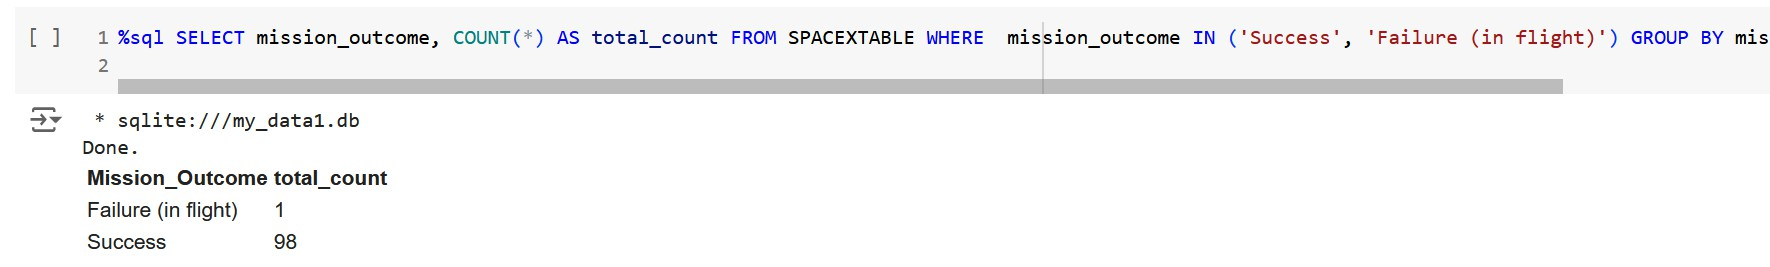 [ ] 1 %sql SELECT mission_outcome, COUNT(*) AS total_count FROM SPACEXTABLE WHERE  mission_outcome IN ('Success', 'Failure (in flight)') GROUP BY mis
2
* sqlite:///my_data1.db
Done.
Mission_Outcome total_count
Failure (in flight) 1
Success 98